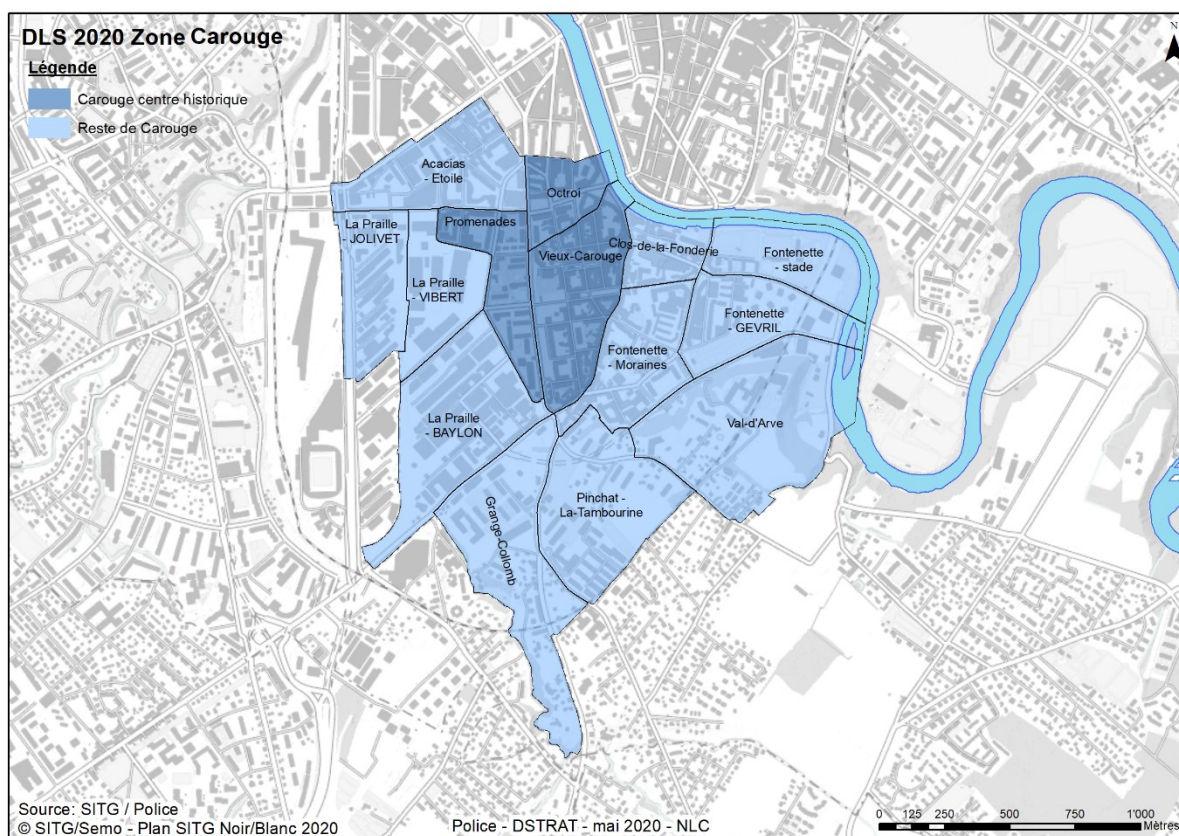 DLS 2020 Zone Carouge
Légende
Carouge centre historique
Reste de Carouge
N
Acacias
- Etoile
Octroi
La Praille
- JOLIVET
Promenades
Vieux-Carouge
Clos-de-la-Fonderie
Fontenette
- stade
La Praille
- VIBERT
Fontenette
- GEVRIL
Fontenette
- Moraines
La Praille
- BAYLON
Val-d'Arve
Pinchat -
La-Tambourine
Grange-Collomb
Source: SITG / Police
© SITG/Semo - Plan SITG Noir/Blanc 2020
Police - DSTRAT - mai 2020 - NLC
0 125 250 500 750 1'000
Mètres